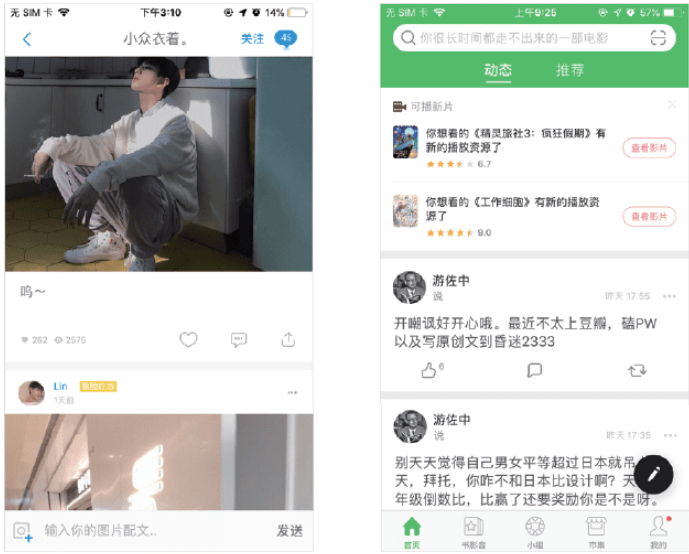 无 SIM 卡
下午3:10
14%
小众衣着。
关注
45
呜～
262
2575
Lin
1天前
输入你的图片配文..
发送
无 SIM 卡
上午9:25
57%
你很长时间都走不出来的一部电影
动态
推荐
可播新片
你想看的《精灵旅社3：疯狂假期》有
新的播放资源了
6.7
查看影片
你想看的《工作细胞》有新的播放资
源了
9.0
查看影片
游佐中
说
昨天 17:55
开嘲讽好开心哦。最近不太上豆瓣，磕PW
以及写原创文到昏迷2333
6
游佐中
说
昨天 17:35
别天天觉得自己男女平等超过日本就吊
天，拜托，你咋不和日本比设计啊？天
年级倒数比，比赢了还要奖励你是不是呀。
首页
书影音
小组
市集
我的